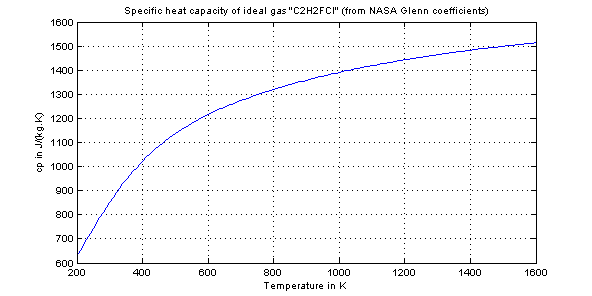 Specific heat capacity of ideal gas "C2H2FCl" (from NASA Glenn coefficients)
1600
1500
1400
1300
1200
1100
1000
900
800
700
600
cp in J/(kg.K)
200 400 600 800 1000 1200 1400 1600
Temperature in K